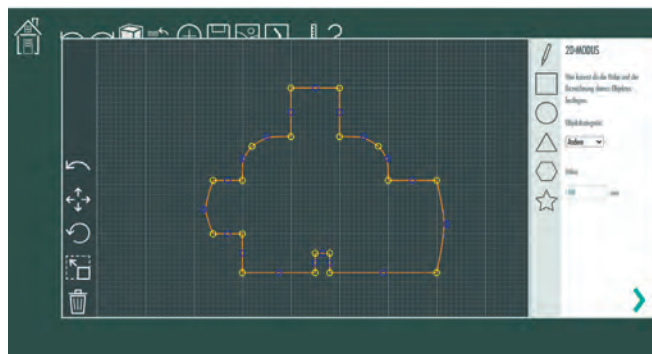 ?
2D-MODUS
Hier kannst du die Höhe und die
Bezeichnung deines Objektes
festlegen.
Objektkategorie:
Andere
Höhe:
mm